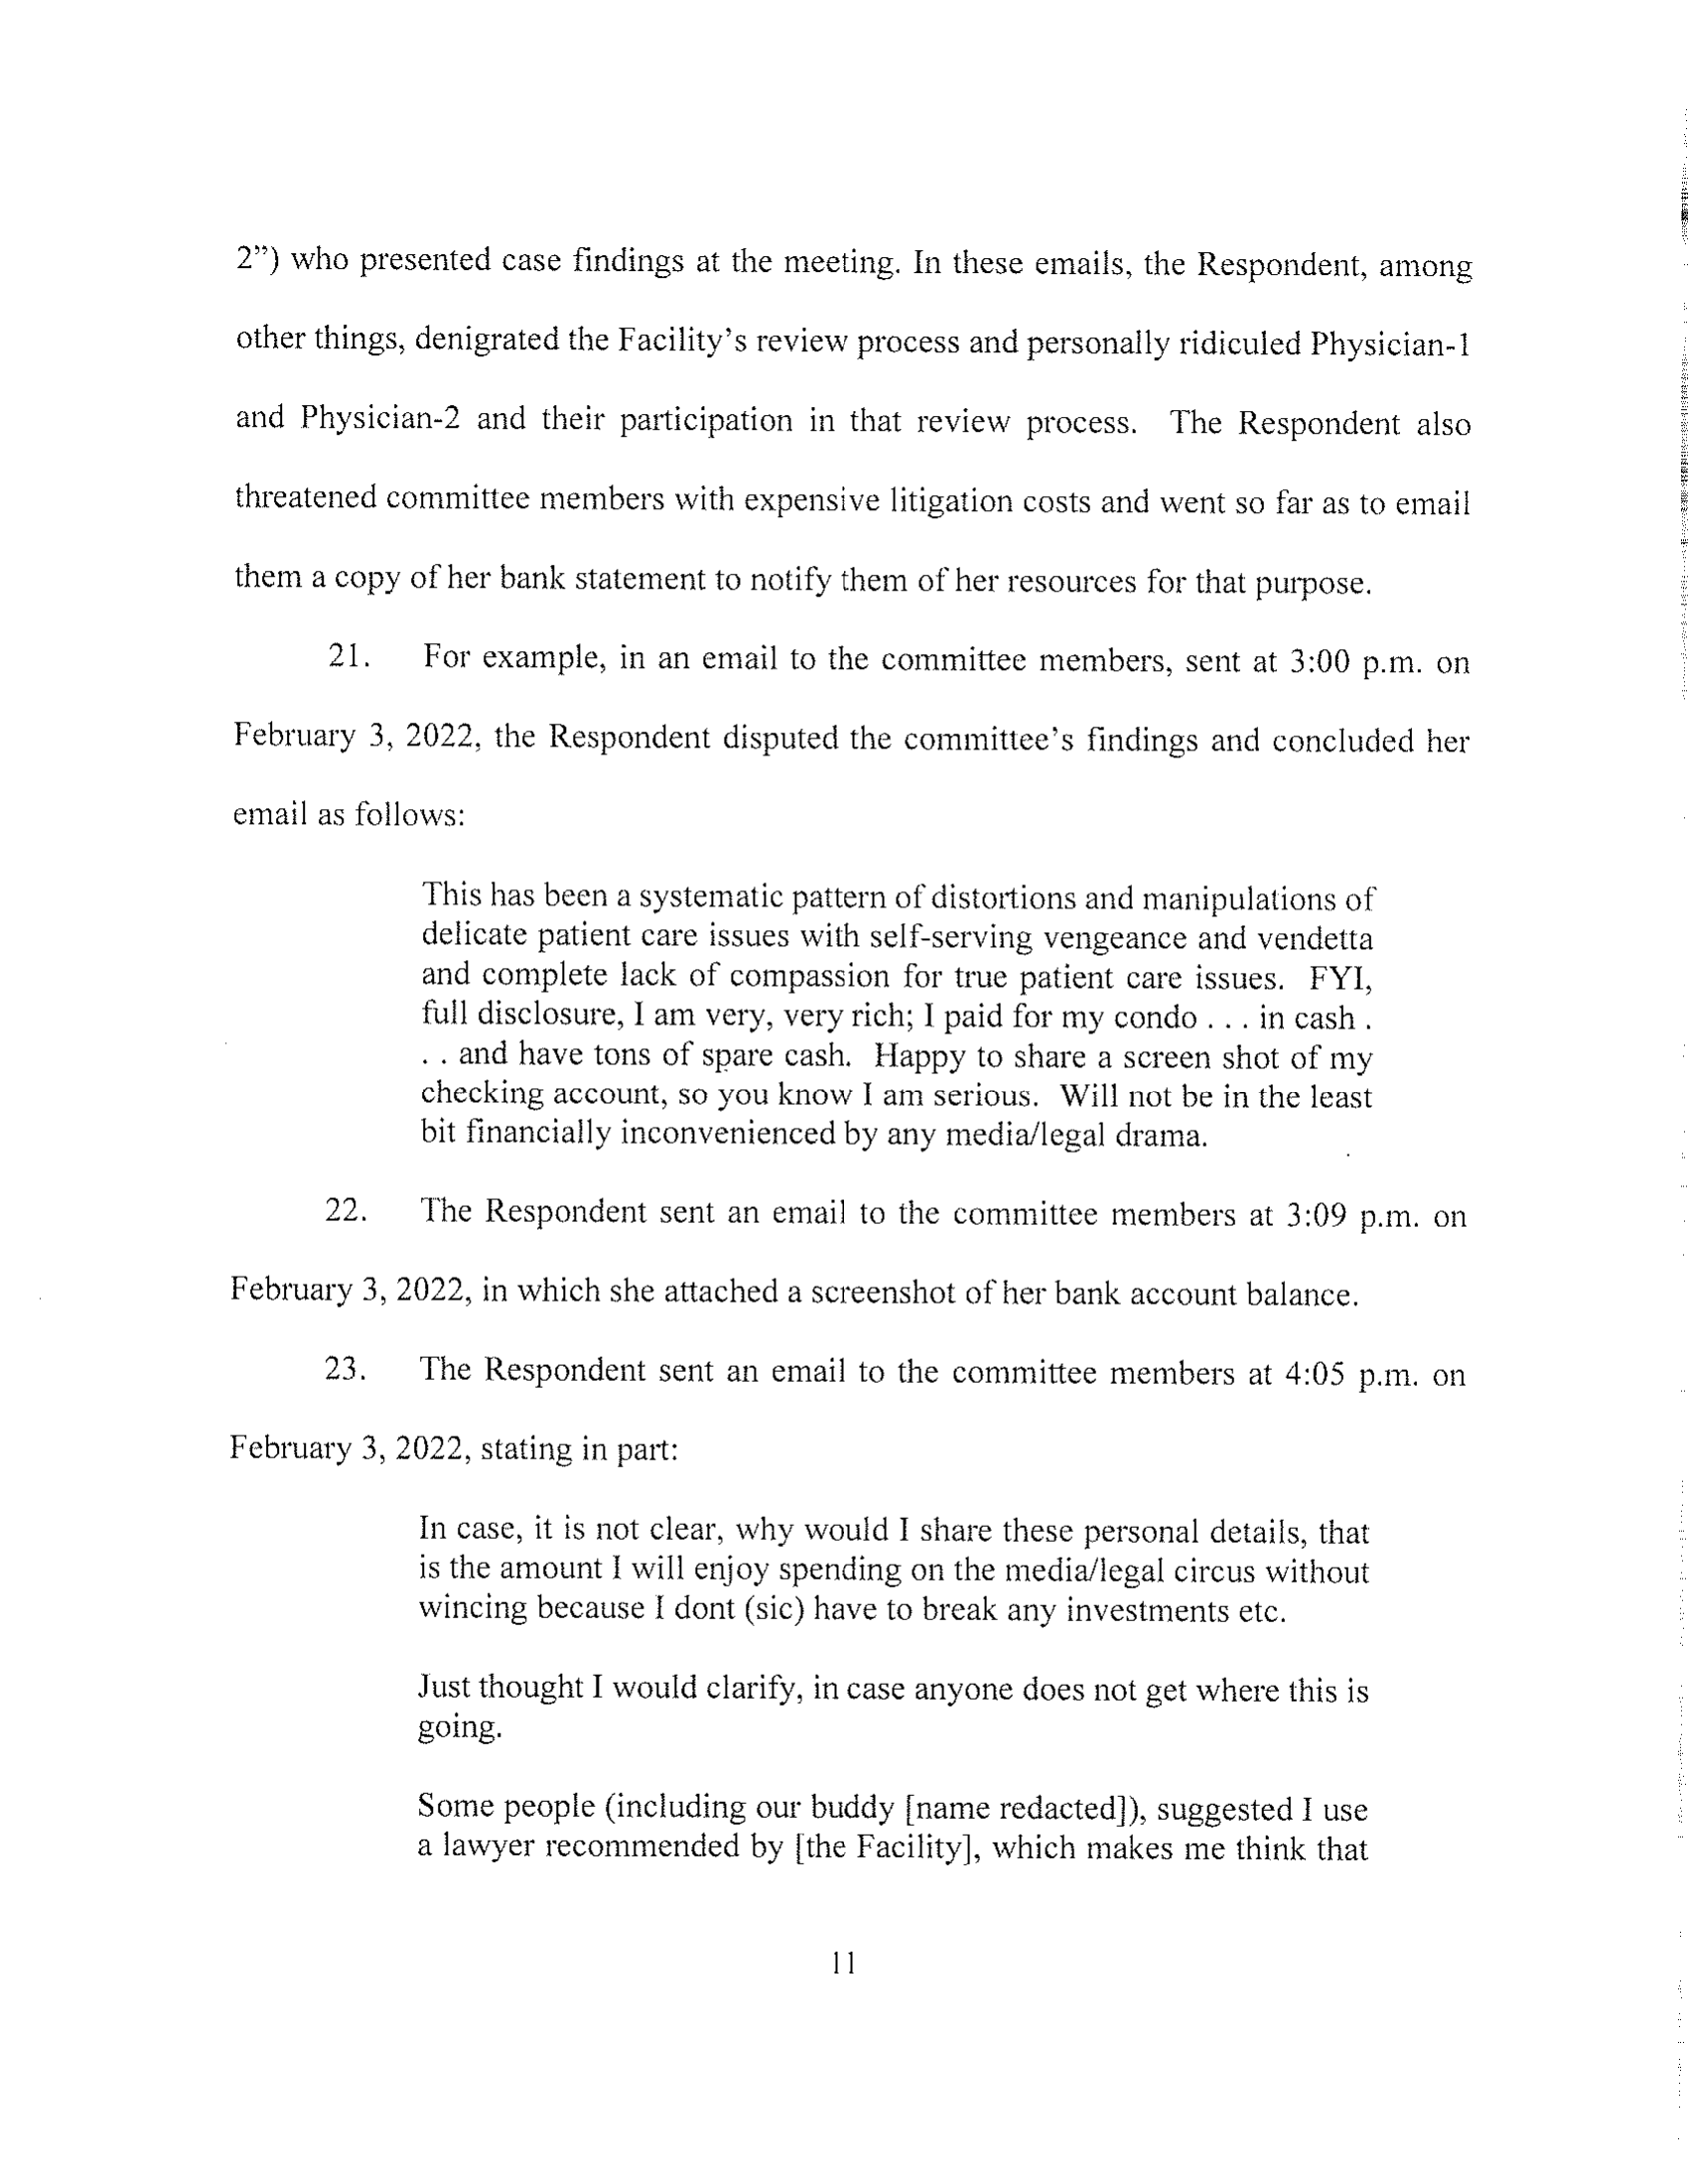 2”) who presented case findings at the meeting. In these emails, the Respondent, among
other things, denigrated the Facility’s review process and personally ridiculed Physician-1
and Physician-2 and their participation in that review process. The Respondent also
threatened committee members with expensive litigation costs and went so far as to email
them a copy of her bank statement to notify them of her resources for that purpose.
21. For example, in an email to the committee members, sent at 3:00 p.m. on
February 3, 2022, the Respondent disputed the committee’s findings and concluded her
email as follows:
This has been a systematic pattern of distortions and manipulations of
delicate patient care issues with self-serving vengeance and vendetta
and complete lack of compassion for true patient care issues. FYI,
full disclosure, I am very, very rich; I paid for my condo . . . in cash .
. . and have tons of spare cash. Happy to share a screen shot of my
checking account, so you know I am serious. Will not be in the least
bit financially inconvenienced by any media/legal drama.
22. The Respondent sent an email to the committee members at 3:09 p.m. on
February 3, 2022, in which she attached a screenshot of her bank account balance.
23. The Respondent sent an email to the committee members at 4:05 p.m. on
February 3, 2022, stating in part:
In case, it is not clear, why would I share these personal details, that
is the amount I will enjoy spending on the media/legal circus without
wincing because I dont (sic) have to break any investments etc.
Just thought I would clarify, in case anyone does not get where this is
going.
Some people (including our buddy [name redacted]), suggested I use
a lawyer recommended by [the Facility], which makes me think that
11